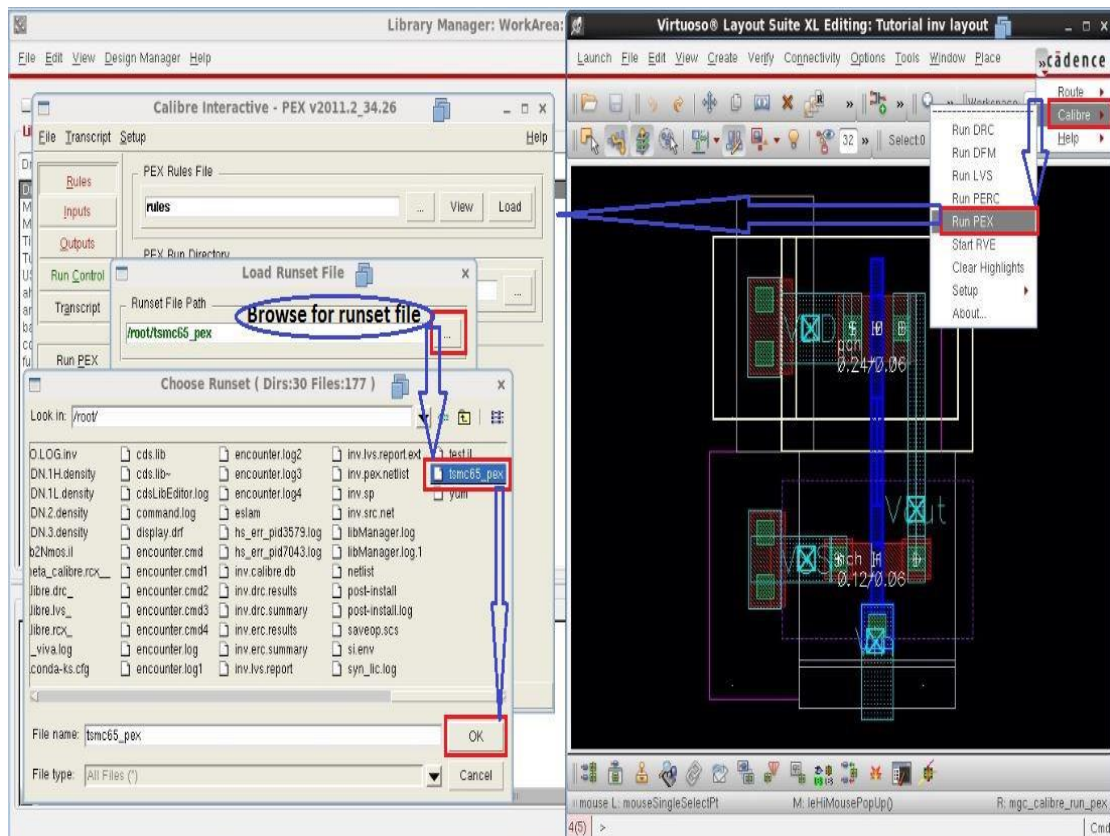 Library Manager: WorkArea:
File Edit View Design Manager Help
Calibre Interactive - PEX v2011.2_34.26
File Transcript Setup Help
Rules
Inputs
Outputs
Run Control
Transcript
Run PEX
PEX Rules File
rules ... View Load
PEX Run Directory
...
Load Runset File
Runset File Path
Browse for runset file
/root/tsmc65_pex ...
Choose Runset ( Dirs:30 Files:177 )
Look in: /root/
O.LOG.inv cds.lib encounter.log2 inv.lvs.report.ext test.il
DN.1H.density cds.lib~ encounter.log3 inv.pex.netlist tsmc65_pex
DN.1L.density cdsLibEditor.log encounter.log4 inv.sp yum
DN.2.density command.log eslam inv.src.net
DN.3.density display.drf hs_err_pid3579.log libManager.log
b2Nmos.il encounter.cmd hs_err_pid7043.log libManager.log.1
neta_calibre.rcx_ encounter.cmd1 inv.calibre.db netlist
libre.drc_ encounter.cmd2 inv.drc.results post-install
libre.lvs_ encounter.cmd3 inv.drc.summary post-install.log
libre.rcx_ encounter.cmd4 inv.erc.results saveop.scs
_viva.log encounter.log inv.erc.summary si.env
.conda-ks.cfg encounter.log1 inv.lvs.report syn_lic.log
File name: tsmc65_pex OK
File type: All Files (*) Cancel
Virtuoso® Layout Suite XL Editing: Tutorial inv layout
Launch File Edit View Create Verify Connectivity Options Tools Window Place » cādence
Route
Calibre
Help
32 » Select:0
Run DRC
Run DFM
Run LVS
Run PERC
Run PEX
Start RVE
Clear Highlights
Setup
About...
0.24/0.06
Vout
0.12/0.06
mouse L: mouseSingleSelectPt M: leHiMousePopUp() R: mgc_calibre_run_pex
4(5) > Cmd